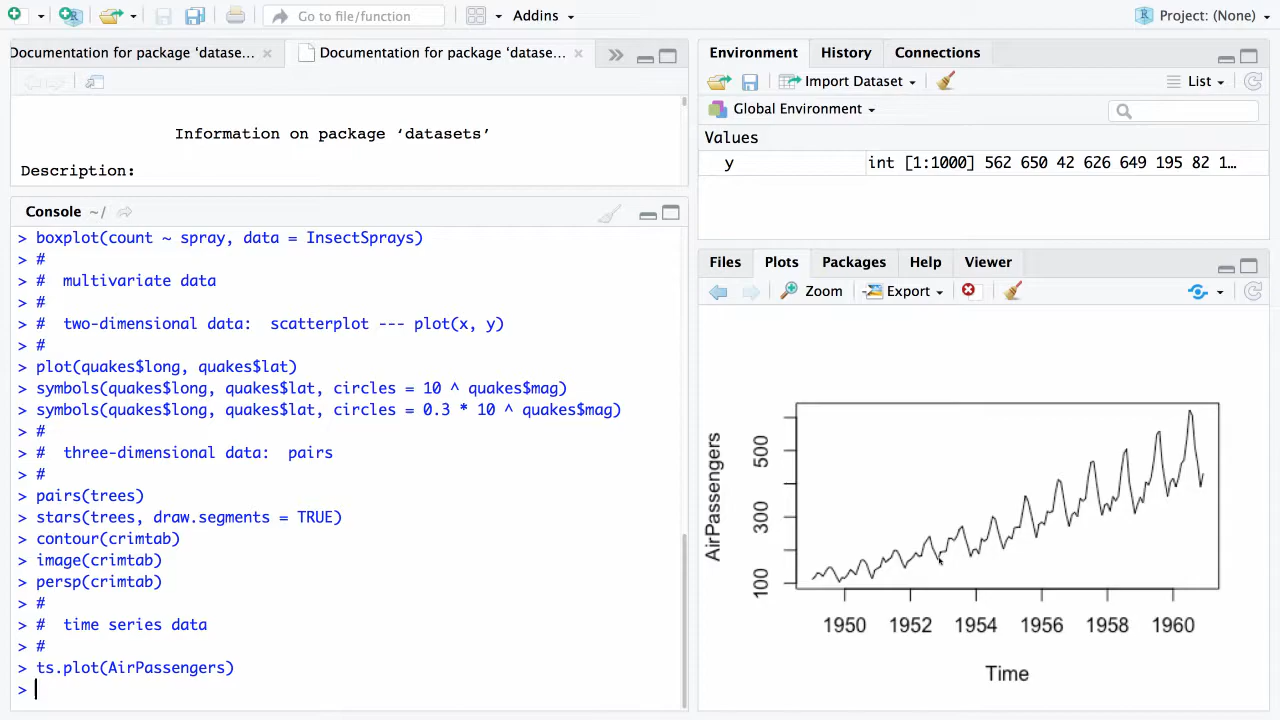 Go to file/function
Addins
Project: (None)
Documentation for package ‘datase...
Documentation for package ‘datase...
Information on package ‘datasets’
Description:
Console ~/
> boxplot(count ~ spray, data = InsectSprays)
> #
> #  multivariate data
> #
> #  two-dimensional data:  scatterplot --- plot(x, y)
> #
> plot(quakes$long, quakes$lat)
> symbols(quakes$long, quakes$lat, circles = 10 ^ quakes$mag)
> symbols(quakes$long, quakes$lat, circles = 0.3 * 10 ^ quakes$mag)
> #
> #  three-dimensional data:  pairs
> #
> pairs(trees)
> stars(trees, draw.segments = TRUE)
> contour(crimtab)
> image(crimtab)
> persp(crimtab)
> #
> #  time series data
> #
> ts.plot(AirPassengers)
>
Environment History Connections
Import Dataset
List
Global Environment
Values
y int [1:1000] 562 650 42 626 649 195 82 1…
Files Plots Packages Help Viewer
Zoom Export
AirPassengers
500
300
100
1950 1952 1954 1956 1958 1960
Time